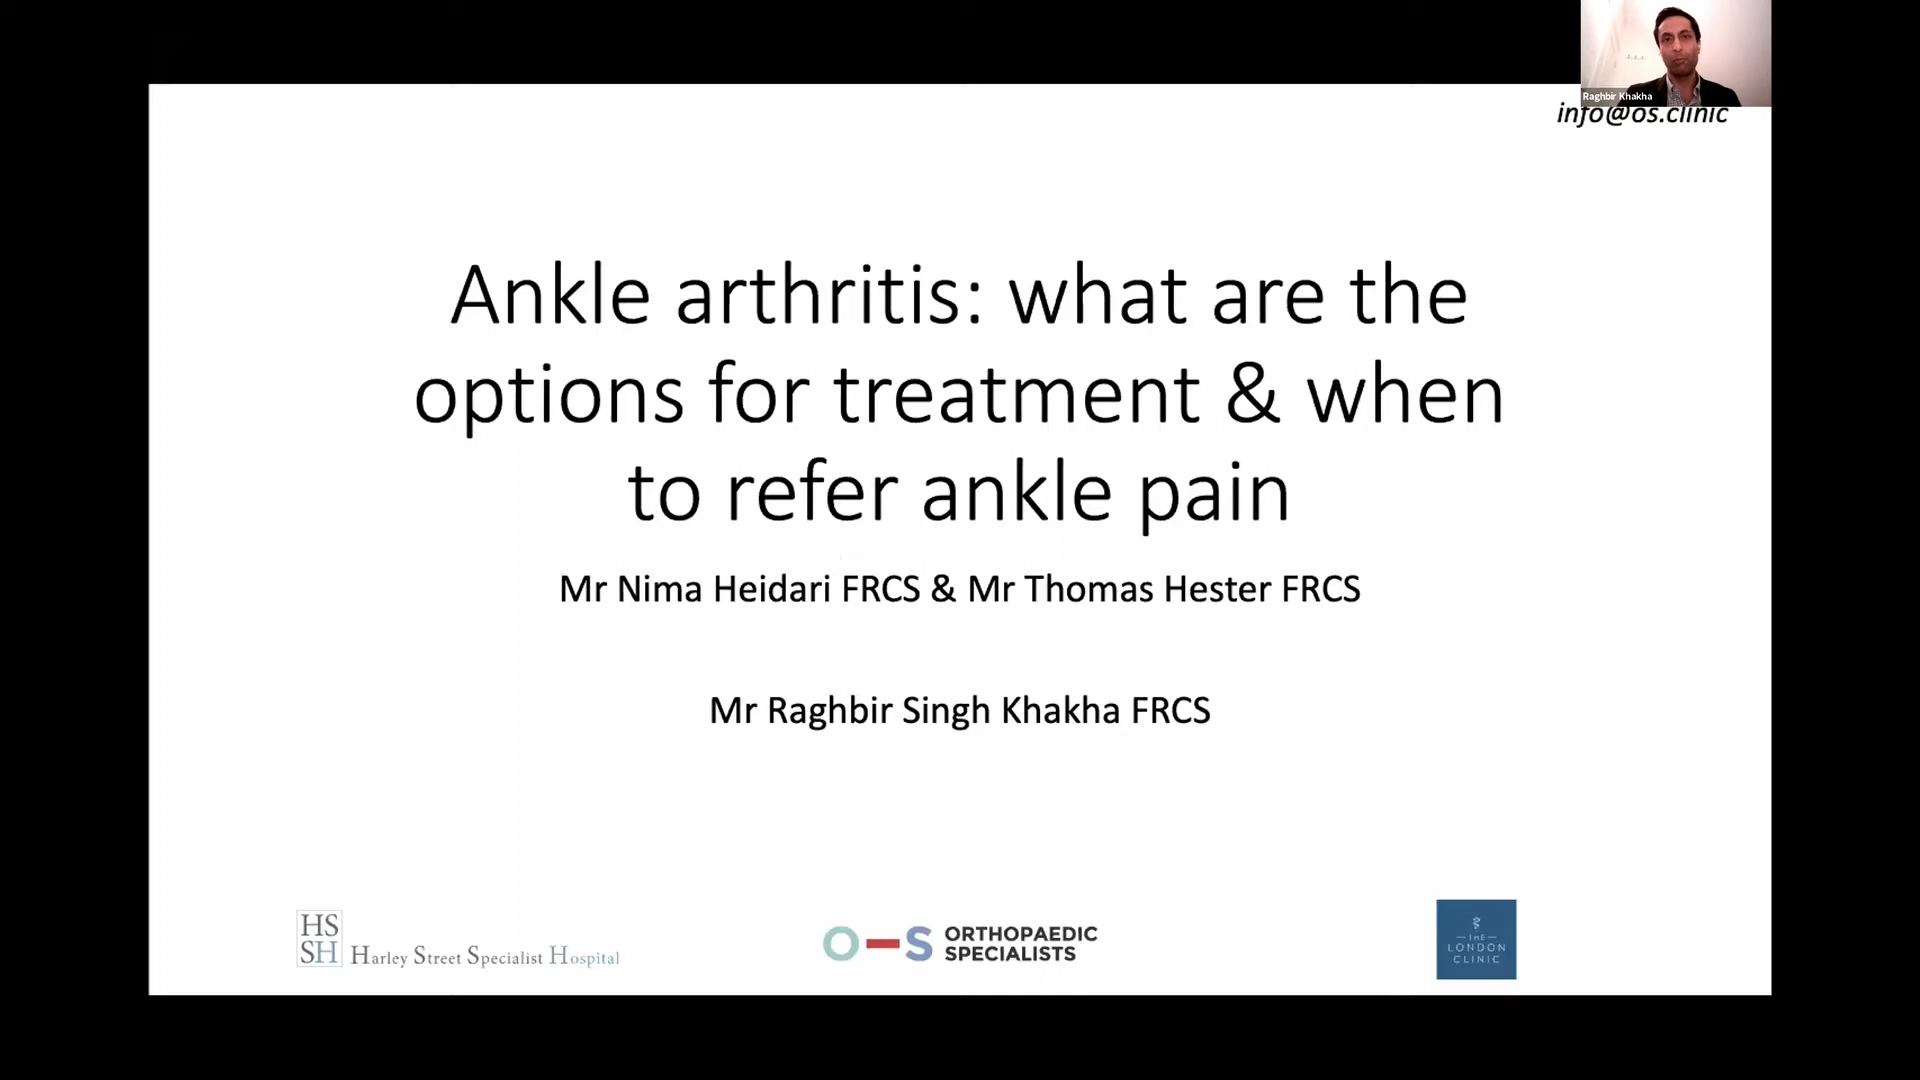 Raghbir Khakha
info@os.clinic
Ankle arthritis: what are the
options for treatment & when
to refer ankle pain
Mr Nima Heidari FRCS & Mr Thomas Hester FRCS
Mr Raghbir Singh Khakha FRCS
HS
SH Harley Street Specialist Hospital
O–S ORTHOPAEDIC
SPECIALISTS
THE
LONDON
CLINIC